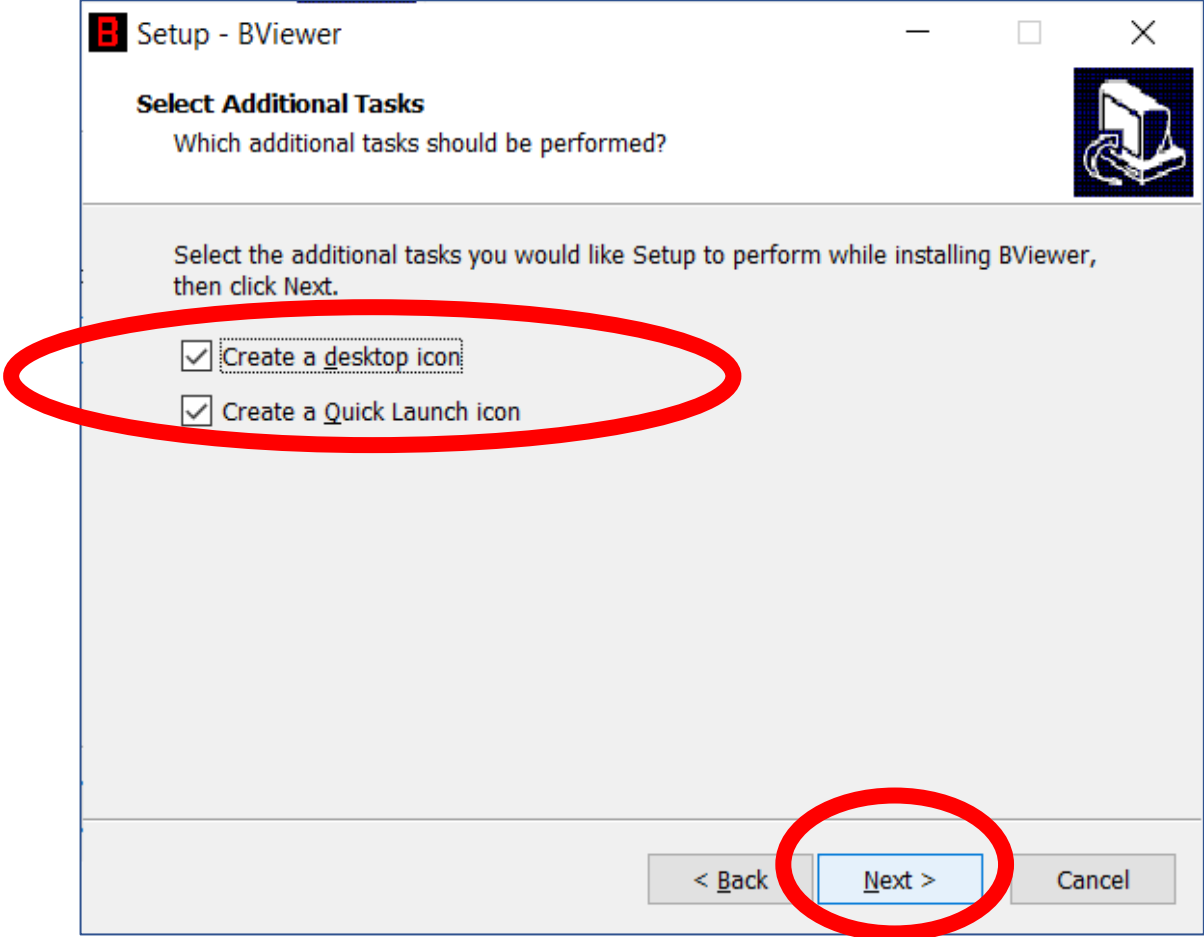 B Setup - BViewer
Select Additional Tasks
Which additional tasks should be performed?
Select the additional tasks you would like Setup to perform while installing BViewer,
then click Next.
Create a desktop icon
Create a Quick Launch icon
< Back Next > Cancel